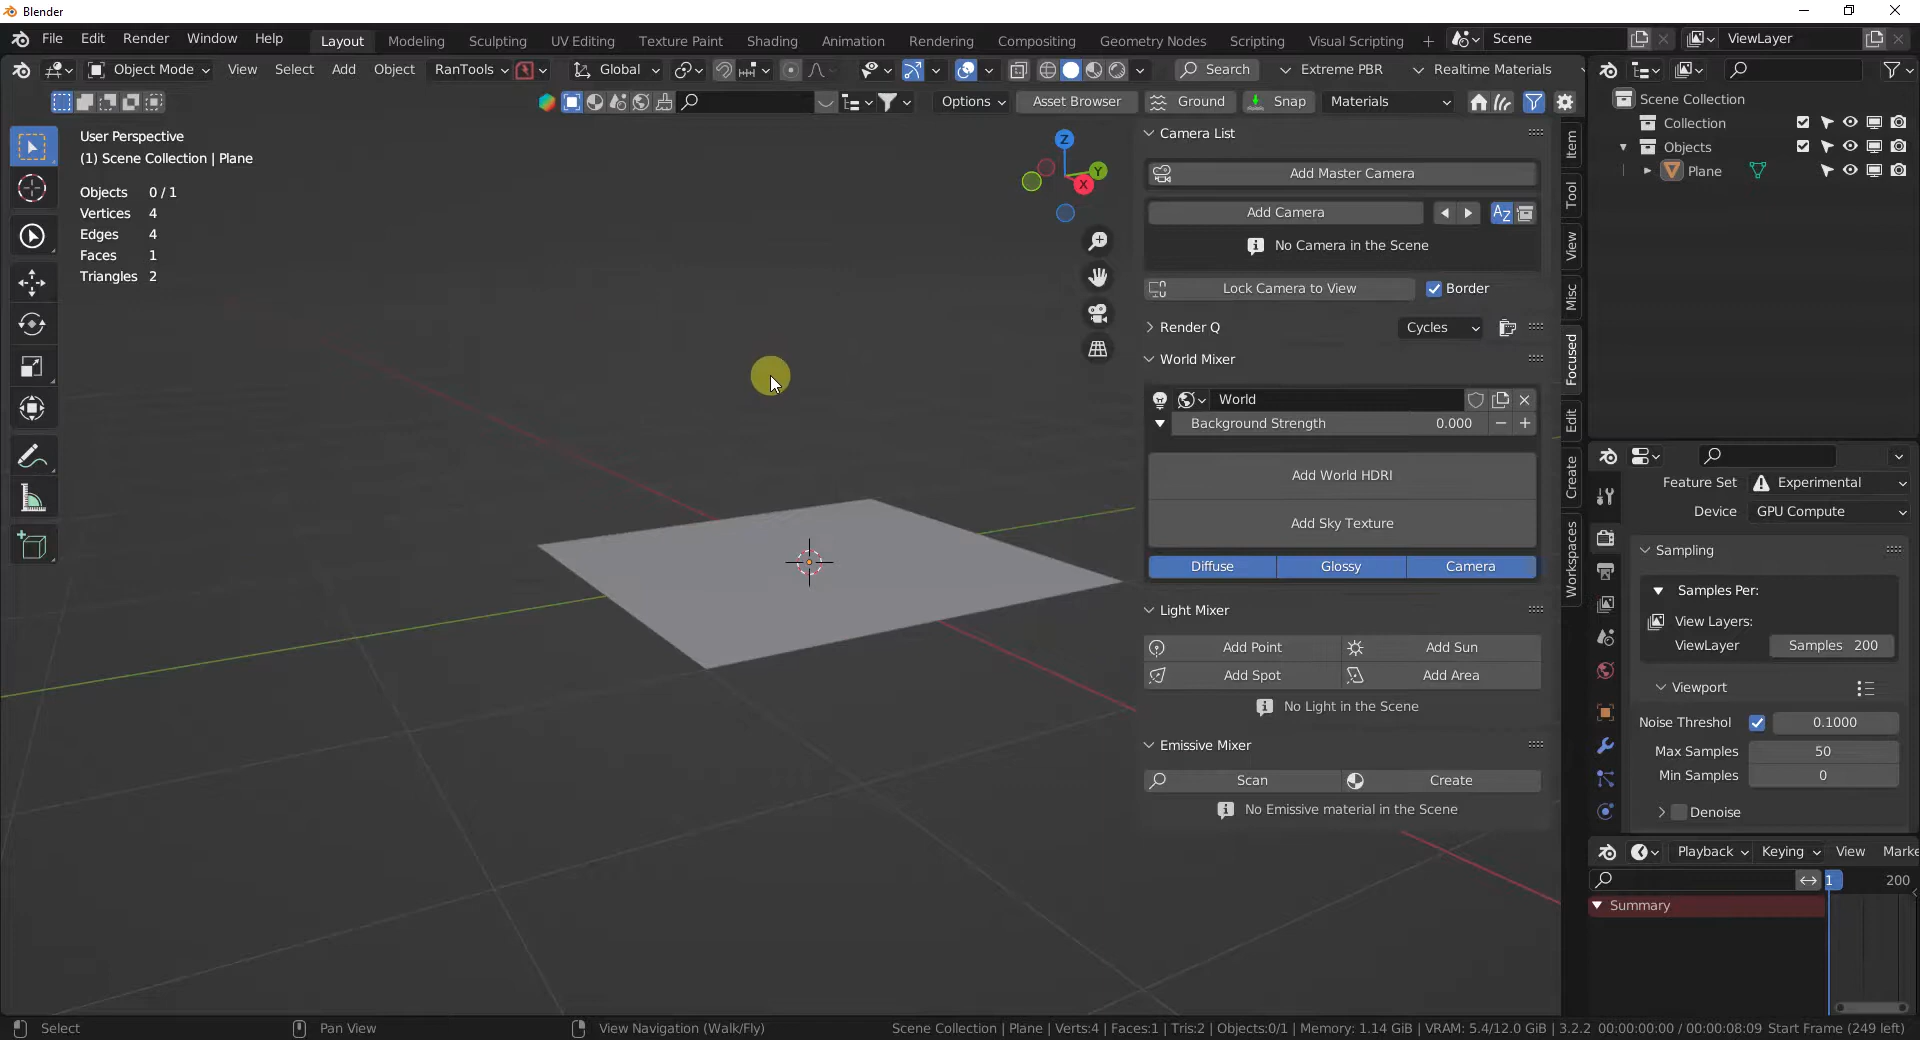 Blender
File Edit Render Window Help
Layout Modeling Sculpting UV Editing Texture Paint Shading Animation Rendering Compositing Geometry Nodes Scripting Visual Scripting + Scene ViewLayer
Object Mode View Select Add Object RanTools Global Search Extreme PBR Realtime Materials
Options Asset Browser Ground Snap Materials
User Perspective
(1) Scene Collection | Plane
Objects 0 / 1
Vertices 4
Edges 4
Faces 1
Triangles 2
Z
Y
X
Camera List
Add Master Camera
Add Camera AZ
No Camera in the Scene
Lock Camera to View Border
Render Q Cycles
World Mixer
World
Background Strength 0.000
Add World HDRI
Add Sky Texture
Diffuse Glossy Camera
Light Mixer
Add Point Add Sun
Add Spot Add Area
No Light in the Scene
Emissive Mixer
Scan Create
No Emissive material in the Scene
Item
Tool
View
Misc
Focused
Edit
Create
Workspaces
Scene Collection
Collection
Objects
Plane
Feature Set Experimental
Device GPU Compute
Sampling
Samples Per:
View Layers:
ViewLayer Samples 200
Viewport
Noise Threshol 0.1000
Max Samples 50
Min Samples 0
Denoise
Playback Keying View Marke
1 200
Summary
Select Pan View View Navigation (Walk/Fly) Scene Collection | Plane | Verts:4 | Faces:1 | Tris:2 | Objects:0/1 | Memory: 1.14 GiB | VRAM: 5.4/12.0 GiB | 3.2.2 00:00:00:00 / 00:00:08:09 Start Frame (249 left)